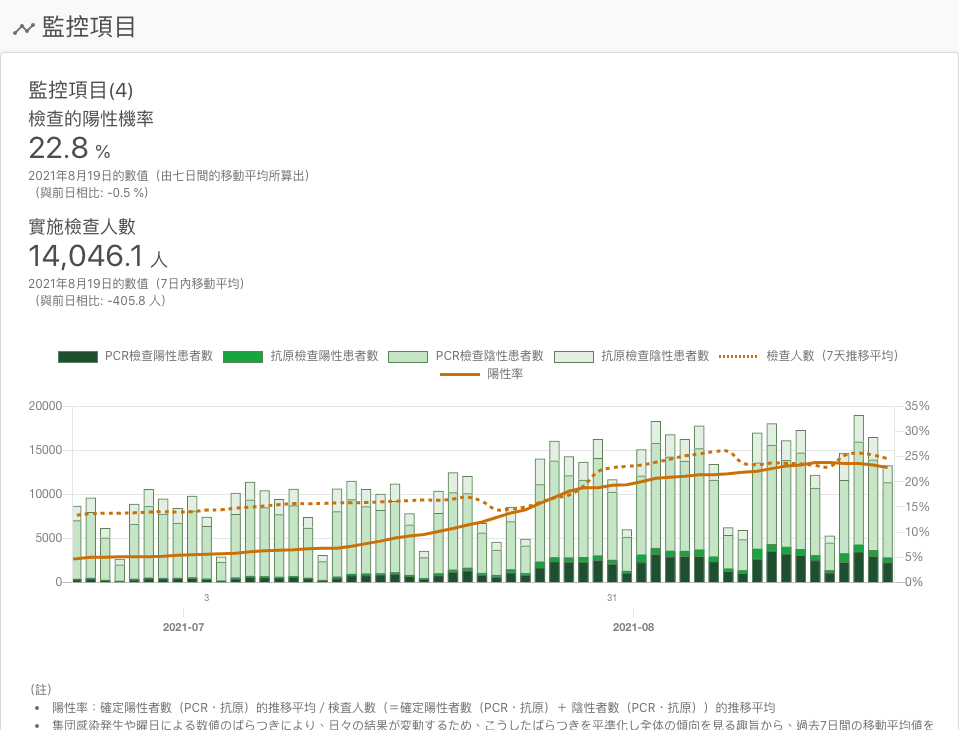 監控項目
監控項目(4)
檢查的陽性機率
22.8 %
2021年8月19日的數值（由七日間的移動平均所算出）
（與前日相比: -0.5 %）
實施檢查人數
14,046.1 人
2021年8月19日的數值（7日內移動平均）
（與前日相比: -405.8 人）
PCR檢查陽性患者數 抗原檢查陽性患者數 PCR檢查陰性患者數 抗原檢查陰性患者數 檢查人數（7天推移平均）
陽性率
20000 35%
30%
15000 25%
20%
10000 15%
5000 10%
5%
0 0%
3 31
2021-07 2021-08
（註）
• 陽性率：確定陽性者數（PCR・抗原）的推移平均 / 検査人數（＝確定陽性者數（PCR・抗原）＋ 陰性者數（PCR・抗原））的推移平均
• 集団感染発生や曜日による数値のばらつきにより、日々の結果が変動するため、こうしたばらつきを平準化し全体の傾向を見る趣旨から、過去7日間の移動平均値を